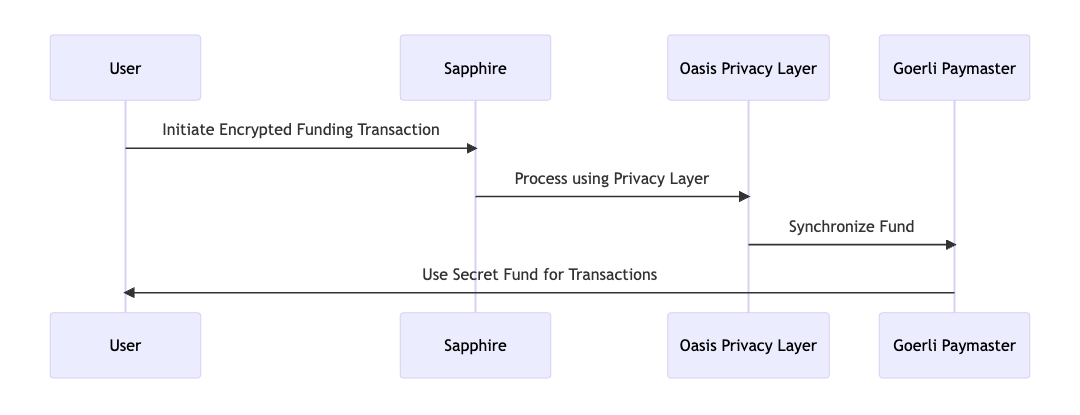 User
Sapphire
Oasis Privacy Layer
Goerli Paymaster
Initiate Encrypted Funding Transaction
Process using Privacy Layer
Synchronize Fund
Use Secret Fund for Transactions
User
Sapphire
Oasis Privacy Layer
Goerli Paymaster